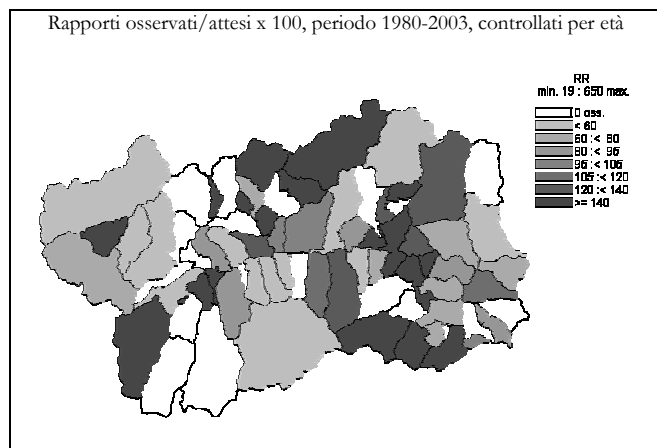 Rapporti osservati/attesi x 100, periodo 1980-2003, controllati per età
RR
min. 19 : 650 max.
0 oss.
< 60
60 :< 80
80 :< 95
95 :< 105
105 :< 120
120 :< 140
>= 140